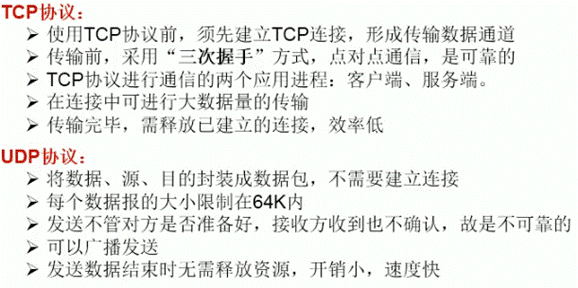 TCP协议：
➢ 使用TCP协议前，须先建立TCP连接，形成传输数据通道
➢ 传输前，采用“三次握手”方式，点对点通信，是可靠的
➢ TCP协议进行通信的两个应用进程：客户端、服务端。
➢ 在连接中可进行大数据量的传输
➢ 传输完毕，需释放已建立的连接，效率低
UDP协议：
➢ 将数据、源、目的封装成数据包，不需要建立连接
➢ 每个数据报的大小限制在64K内
➢ 发送不管对方是否准备好，接收方收到也不确认，故是不可靠的
➢ 可以广播发送
➢ 发送数据结束时无需释放资源，开销小，速度快